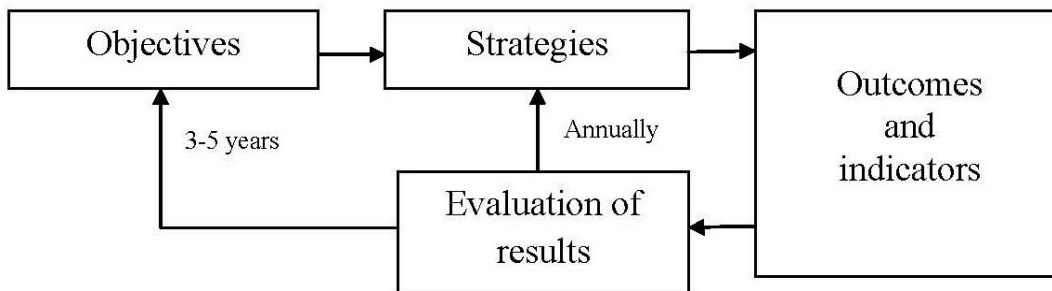 Objectives
Strategies
Outcomes
and
indicators
3-5 years
Annually
Evaluation of
results